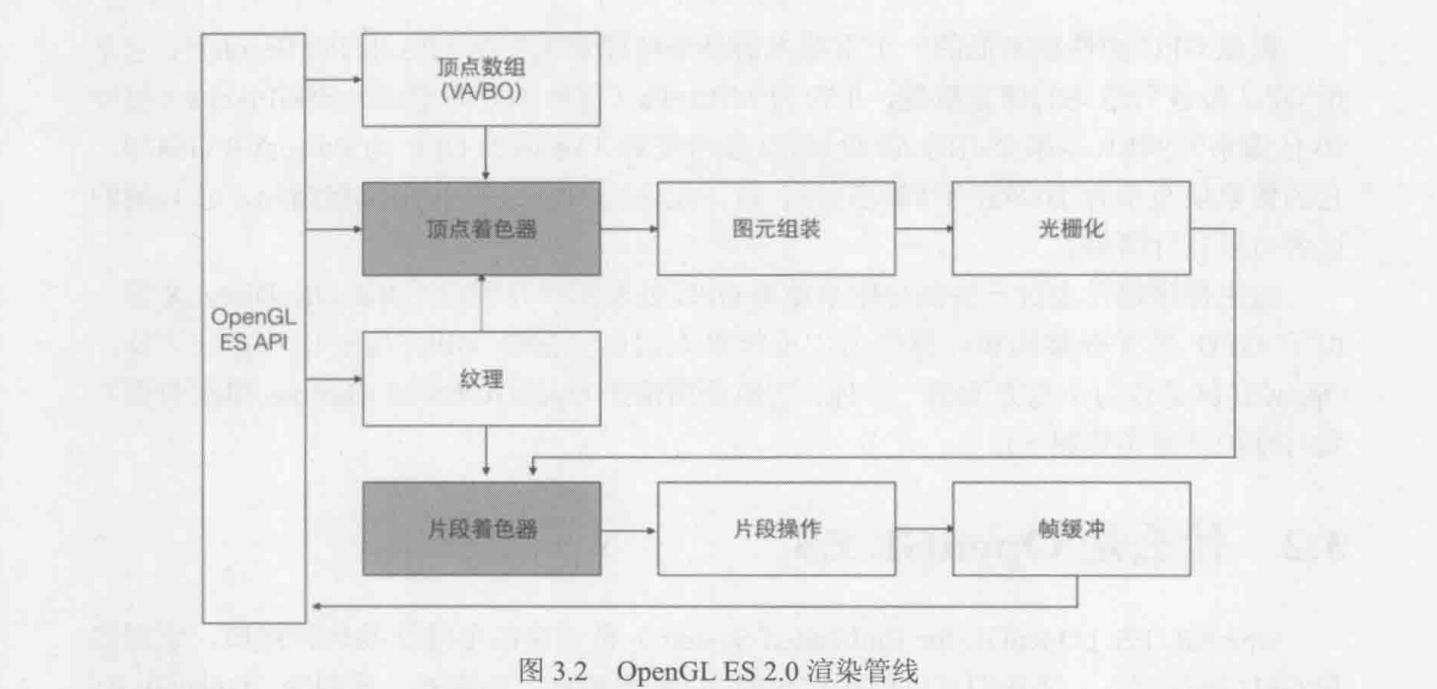 顶点数组
(VA/BO)
顶点着色器
图元组装
光栅化
OpenGL
ES API
纹理
片段着色器
片段操作
帧缓冲
图 3.2 OpenGL ES 2.0 渲染管线